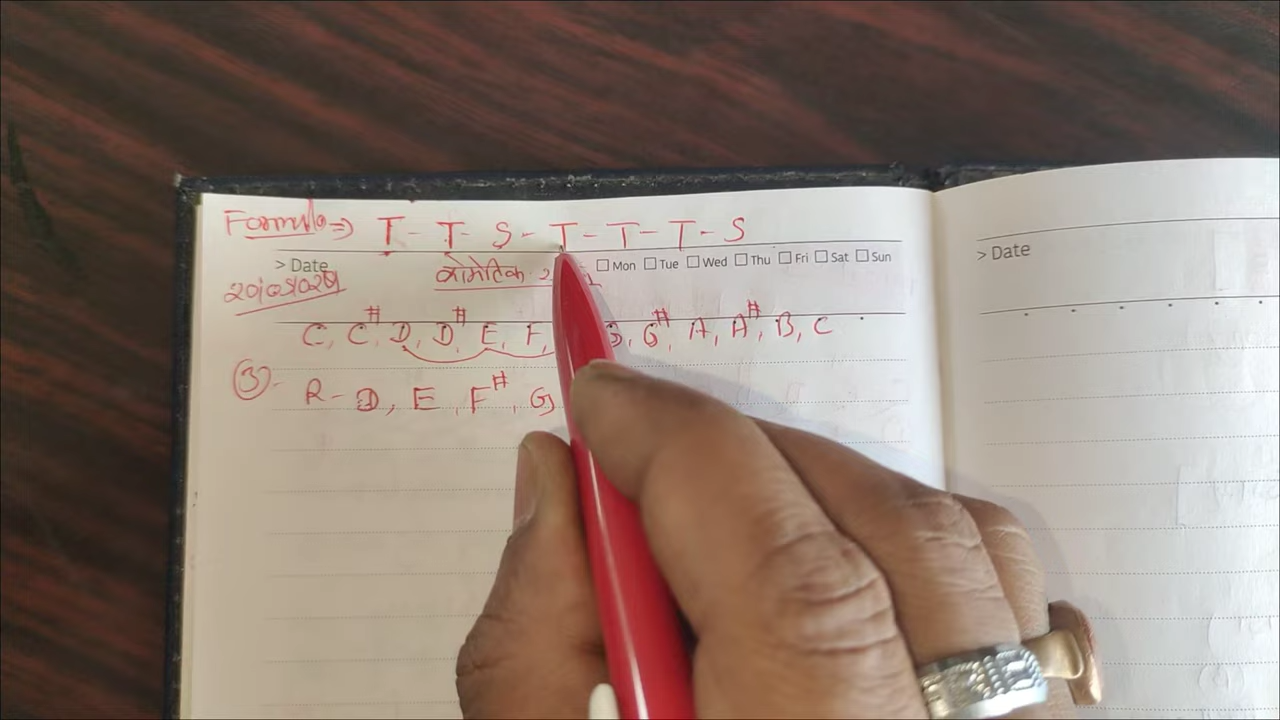 Formula => T - T - S - T - T - T - S
> Date □ Mon □ Tue □ Wed □ Thu □ Fri □ Sat □ Sun
क्रोमेटिक
C, C#, D, D#, E, F, G, G#, A, A#, B, C
③ - R - D, E, F#, G
> Date